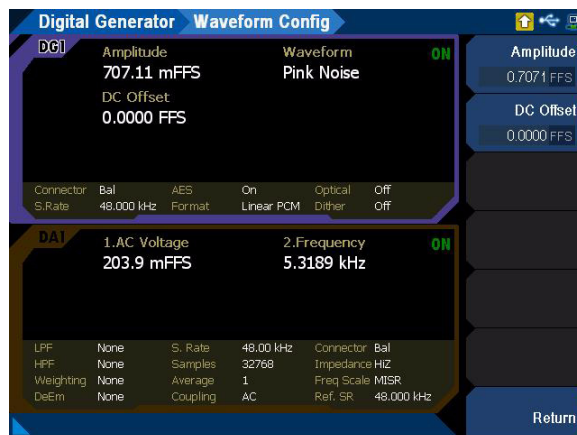 Digital Generator Waveform Config
DG1
Amplitude Waveform ON
707.11 mFFS Pink Noise
DC Offset
0.0000 FFS
Connector Bal AES On Optical Off
S.Rate 48.000 kHz Format Linear PCM Dither Off
DA1
1.AC Voltage 2.Frequency ON
203.9 mFFS 5.3189 kHz
LPF None S. Rate 48.00 kHz Connector Bal
HPF None Samples 32768 Impedance HiZ
Weighting None Average 1 Freq Scale MISR
DeEm None Coupling AC Ref. SR 48.000 kHz
Amplitude
0.7071 FFS
DC Offset
0.0000 FFS
Return